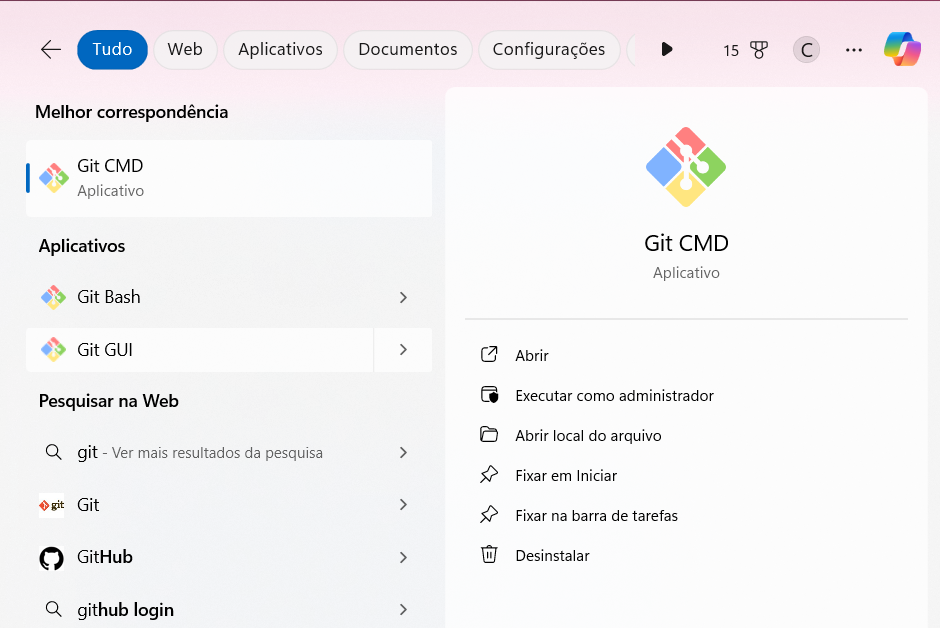 Tudo Web Aplicativos Documentos Configurações 15 C
Melhor correspondência
Git CMD
Aplicativo
Aplicativos
Git Bash
Git GUI
Pesquisar na Web
git - Ver mais resultados da pesquisa
git Git
GitHub
github login
Git CMD
Aplicativo
Abrir
Executar como administrador
Abrir local do arquivo
Fixar em Iniciar
Fixar na barra de tarefas
Desinstalar